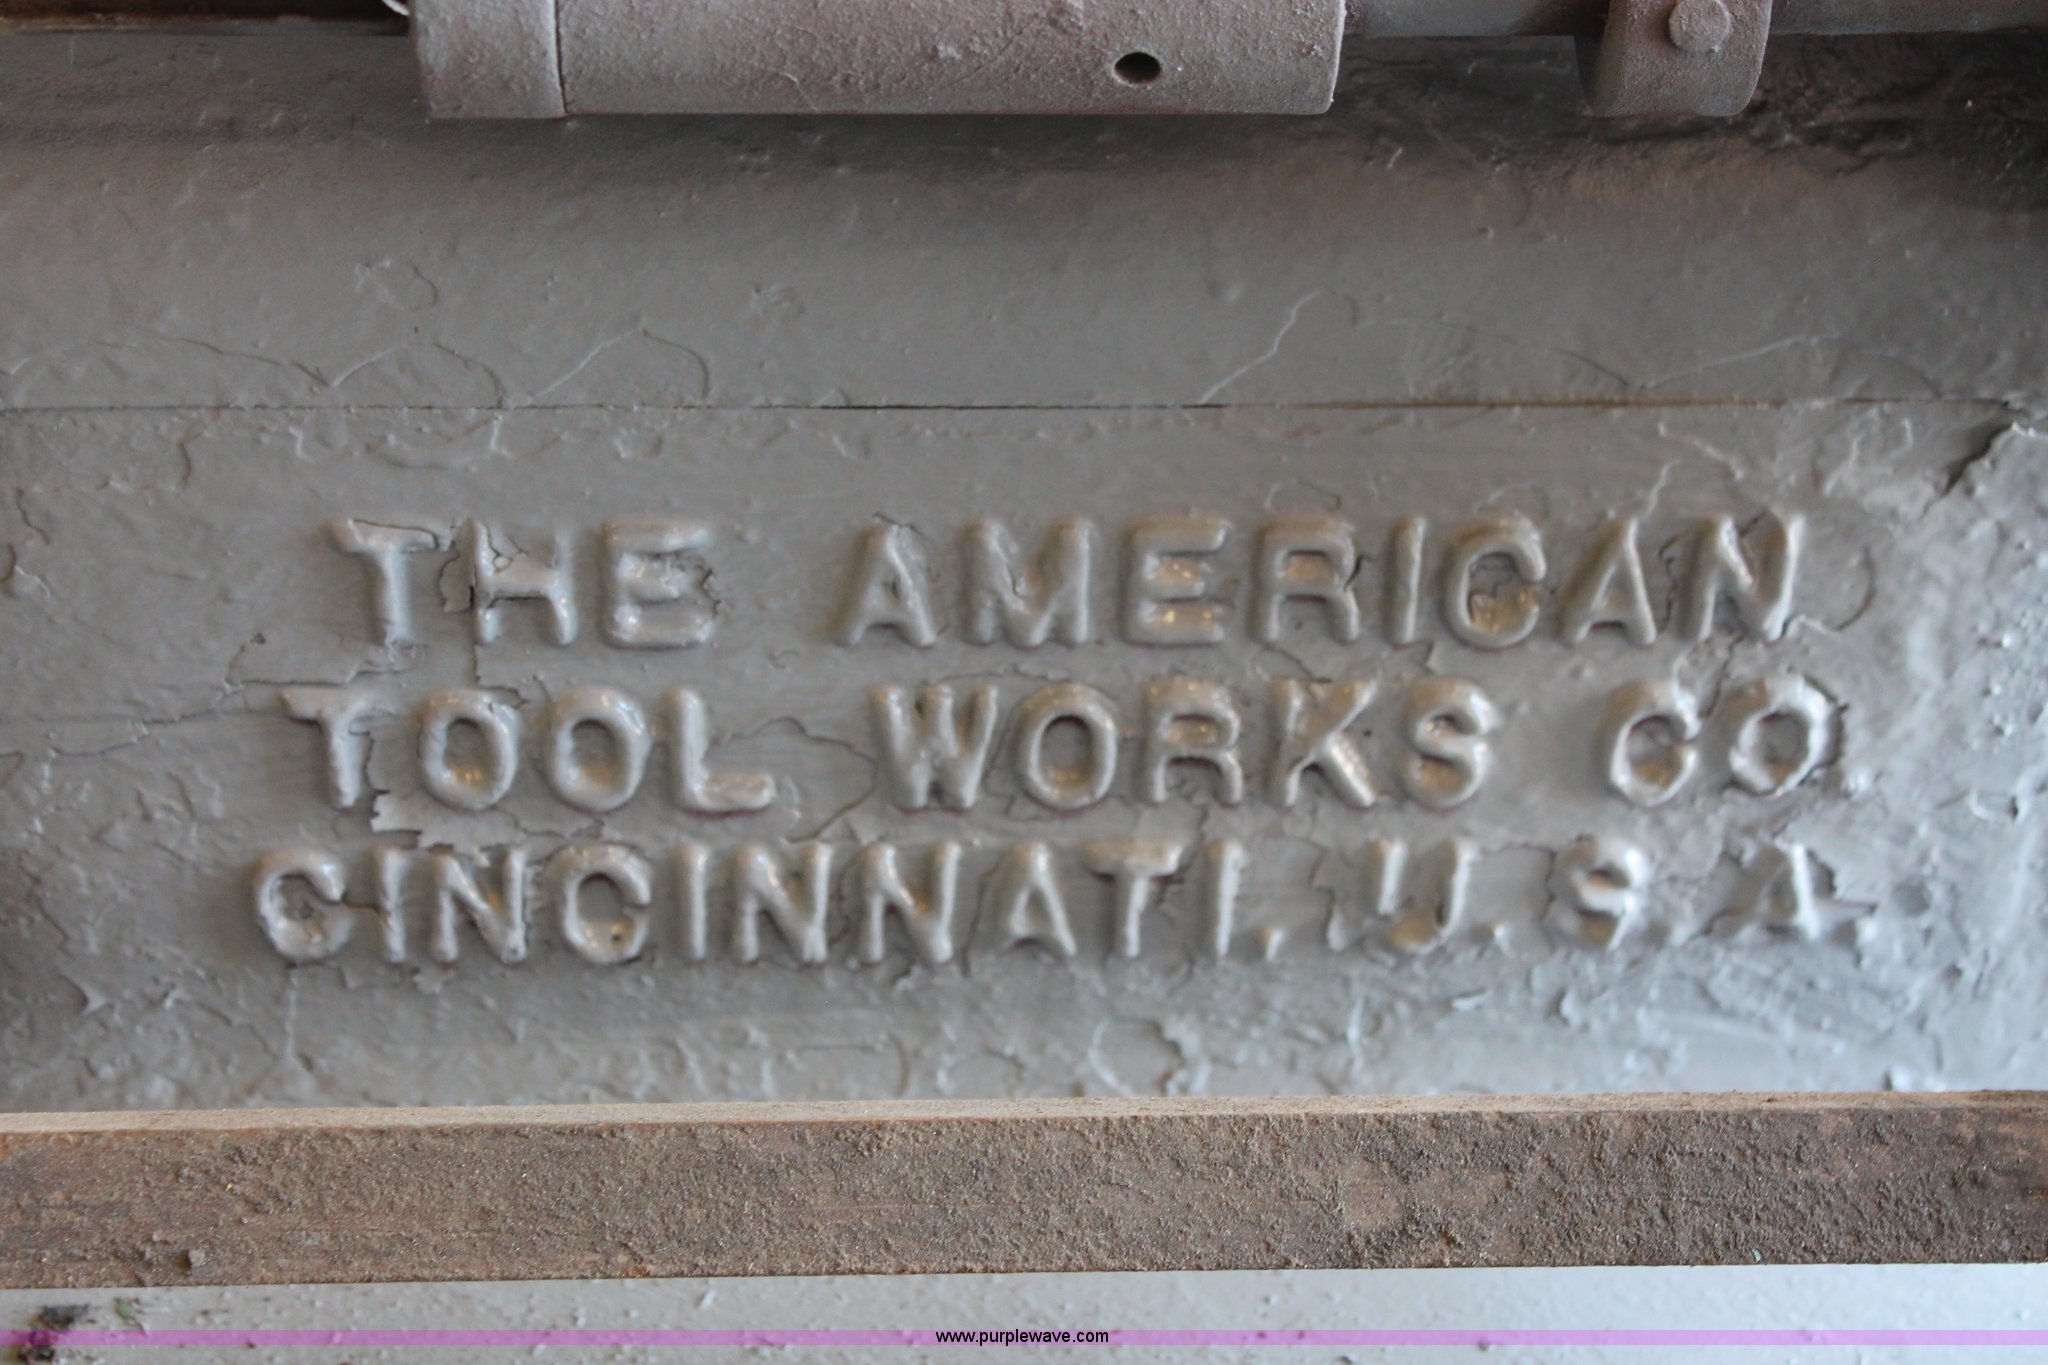 THE AMERICAN
TOOL WORKS CO
CINCINNATI, U.S.A.
www.purplewave.com